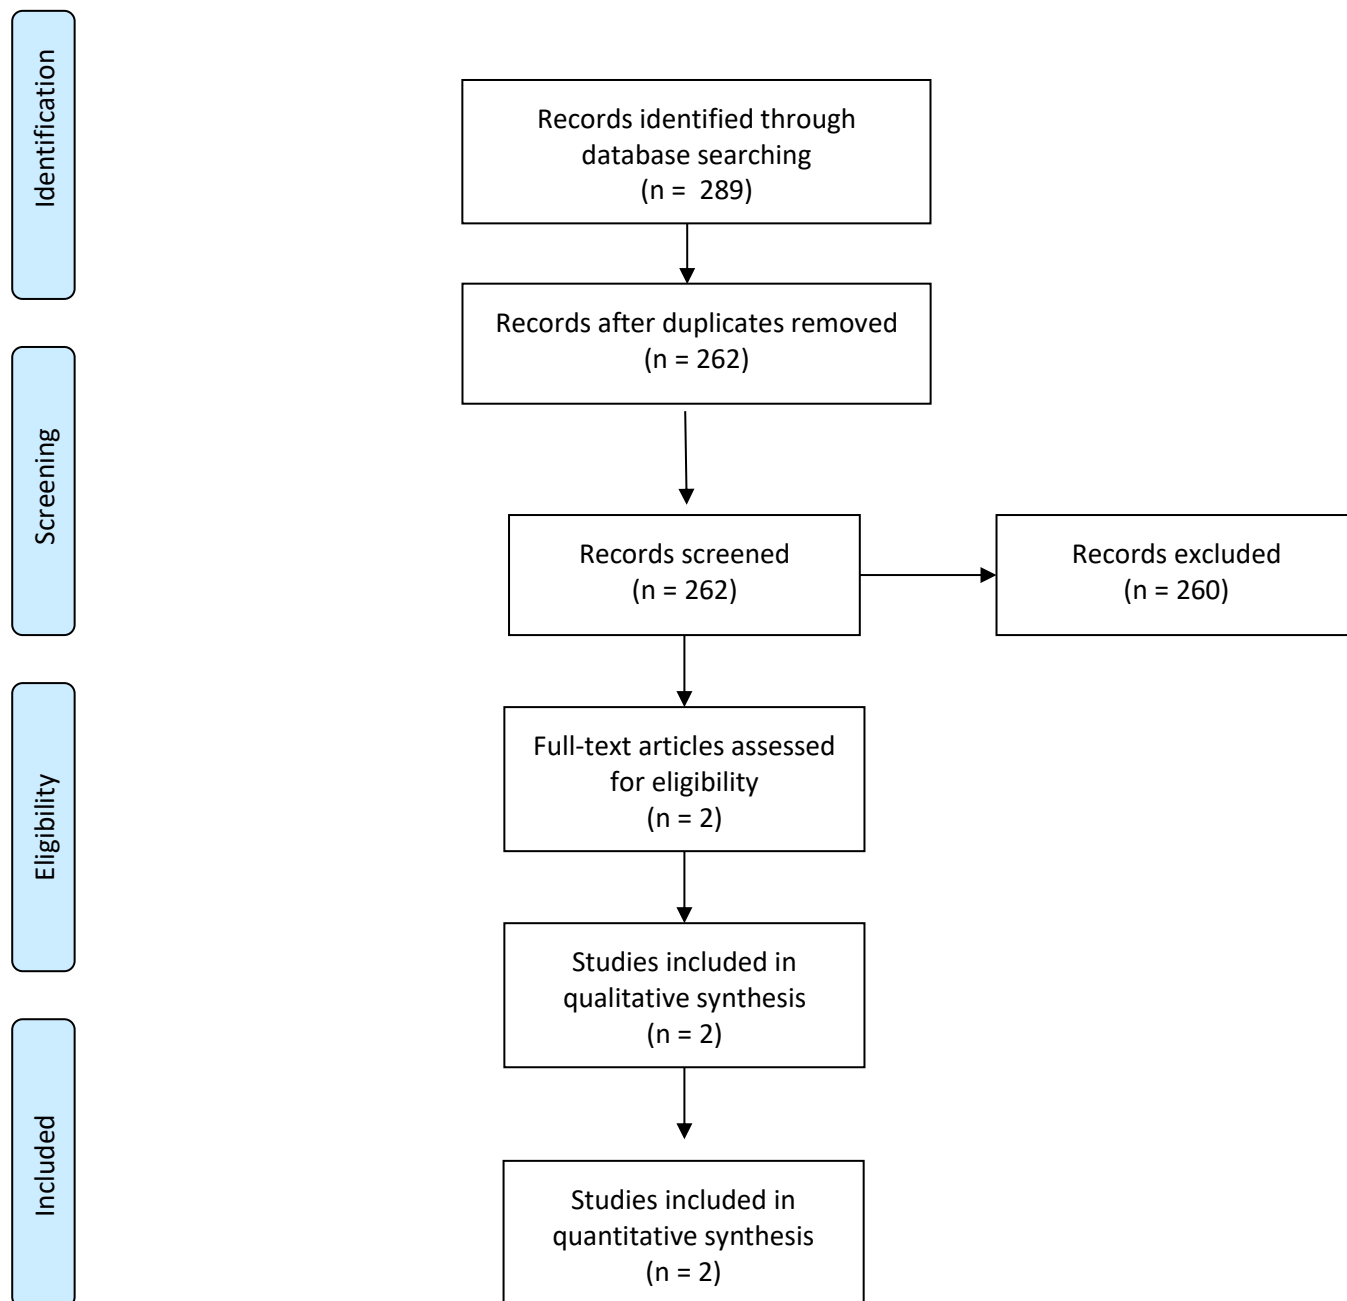 Identification
Records identified through
database searching
(n =  289)
Records after duplicates removed
(n = 262)
Screening
Records screened
(n = 262)
Records excluded
(n = 260)
Eligibility
Full-text articles assessed
for eligibility
(n = 2)
Studies included in
qualitative synthesis
(n = 2)
Included
Studies included in
quantitative synthesis
(n = 2)